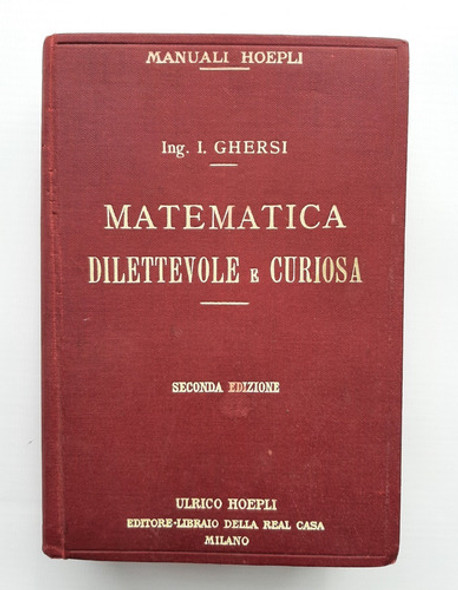 MANUALI HOEPLI
Ing. I. GHERSI
MATEMATICA
DILETTEVOLE E CURIOSA
SECONDA EDIZIONE
ULRICO HOEPLI
EDITORE-LIBRAIO DELLA REAL CASA
MILANO